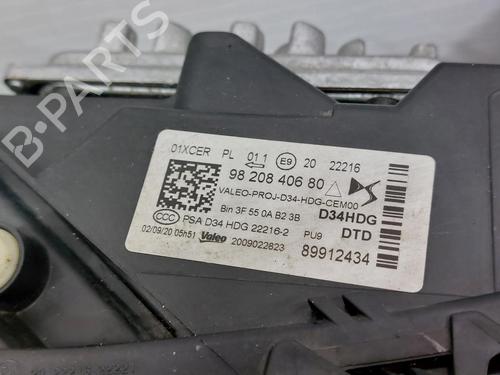 B-PARTS
01XCER PL 01 1 E9 20 22216
98 208 406 80
VALEO-PROJ-D34-HDG-CEM00
Bin 3F 55 0A B2 3B D34HDG
CCC PSA D34 HDG 22216-2 PU9 DTD
02/09/20 05h51 Valeo 2009022823 89912434